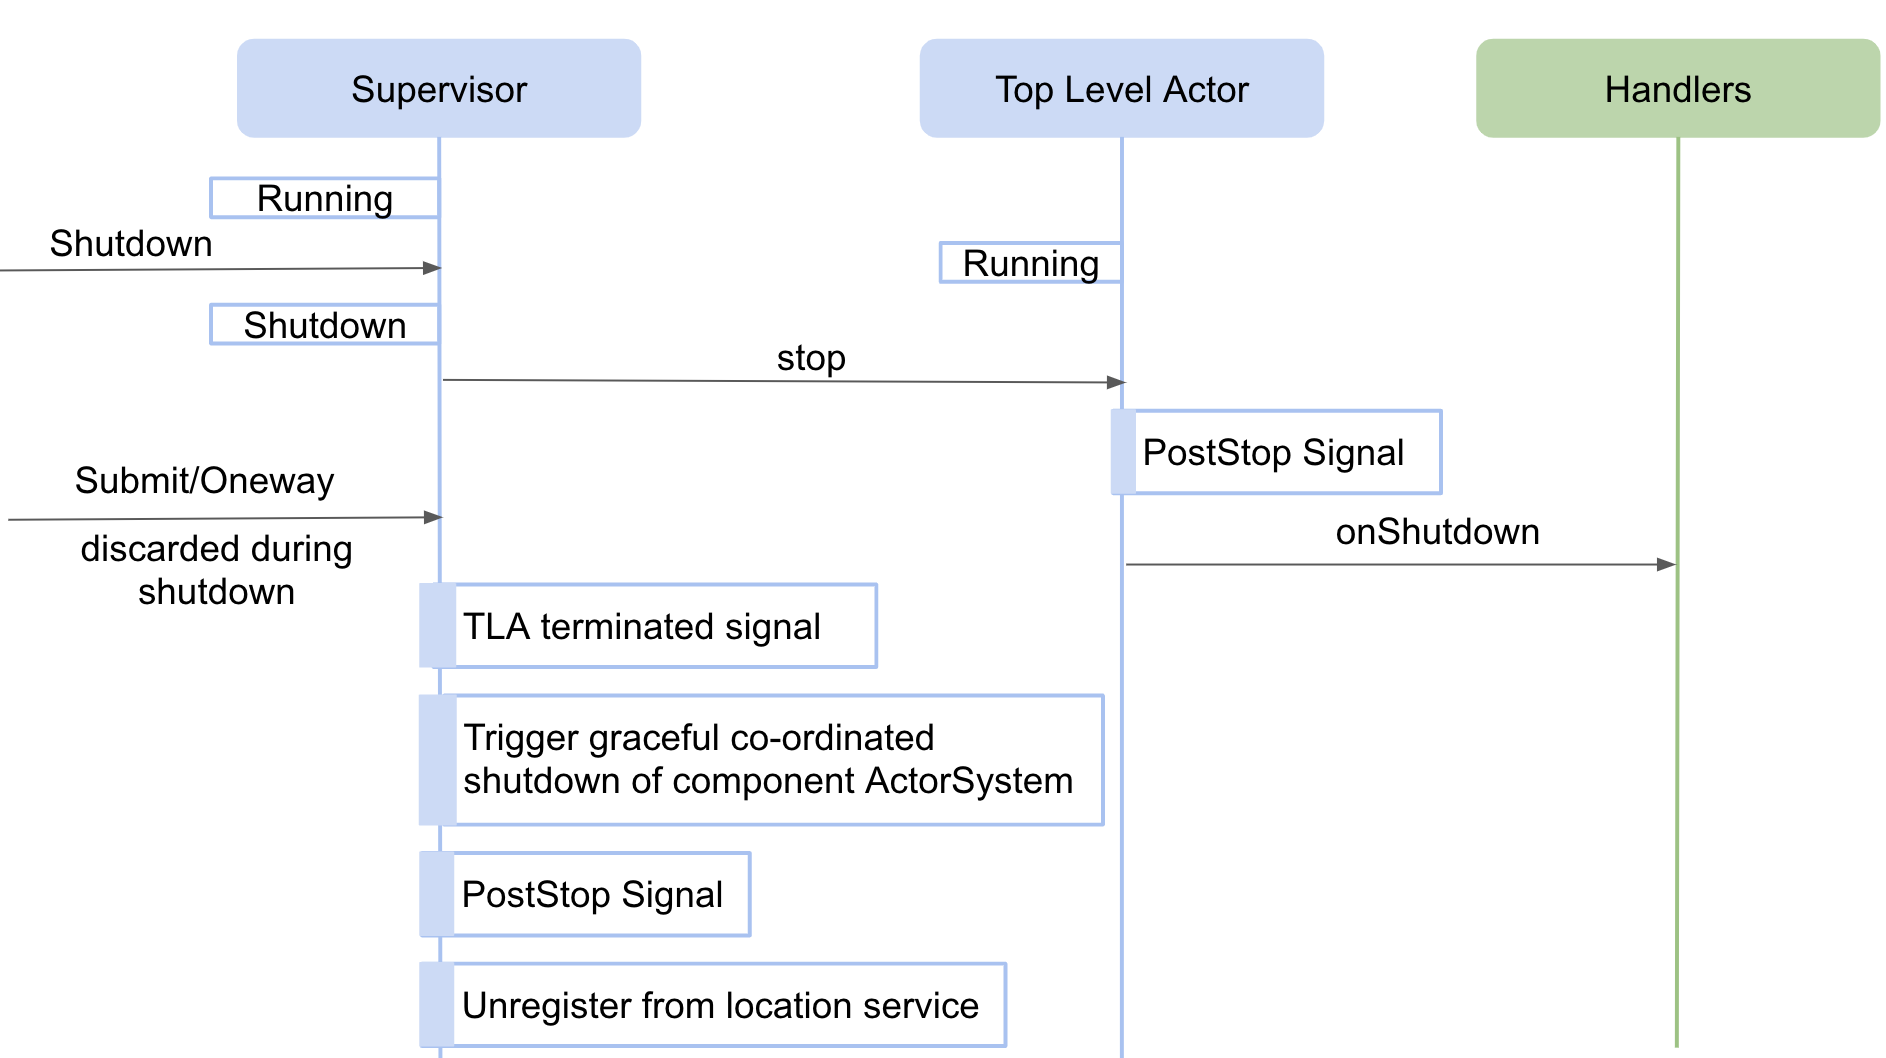 Supervisor
Top Level Actor
Handlers
Running
Shutdown
Running
Shutdown
stop
PostStop Signal
Submit/Oneway
discarded during
shutdown
onShutdown
TLA terminated signal
Trigger graceful co-ordinated
shutdown of component ActorSystem
PostStop Signal
Unregister from location service